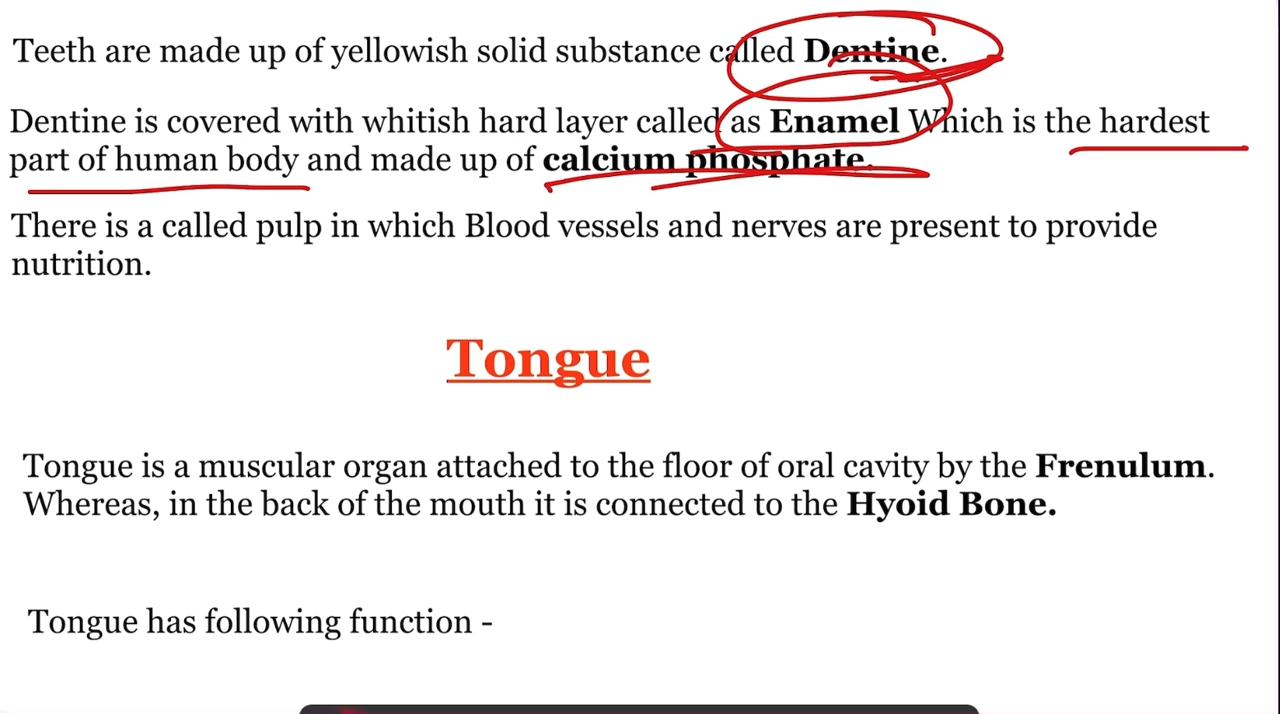 Teeth are made up of yellowish solid substance called Dentine.
Dentine is covered with whitish hard layer called as Enamel Which is the hardest
part of human body and made up of calcium phosphate.
There is a called pulp in which Blood vessels and nerves are present to provide
nutrition.
Tongue
Tongue is a muscular organ attached to the floor of oral cavity by the Frenulum.
Whereas, in the back of the mouth it is connected to the Hyoid Bone.
Tongue has following function -